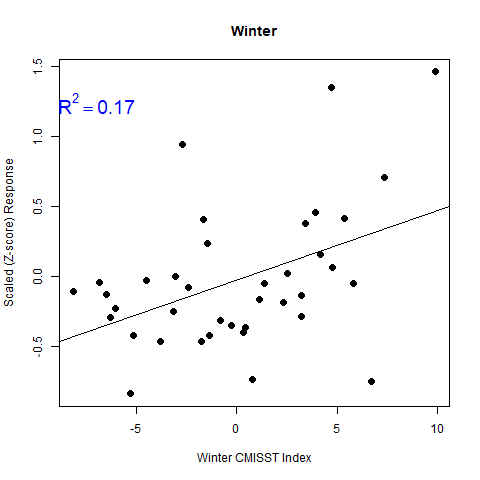 Winter
R² = 0.17
Scaled (Z-score) Response
1.5
1.0
0.5
0.0
-0.5
-5 0 5 10
Winter CMISST Index